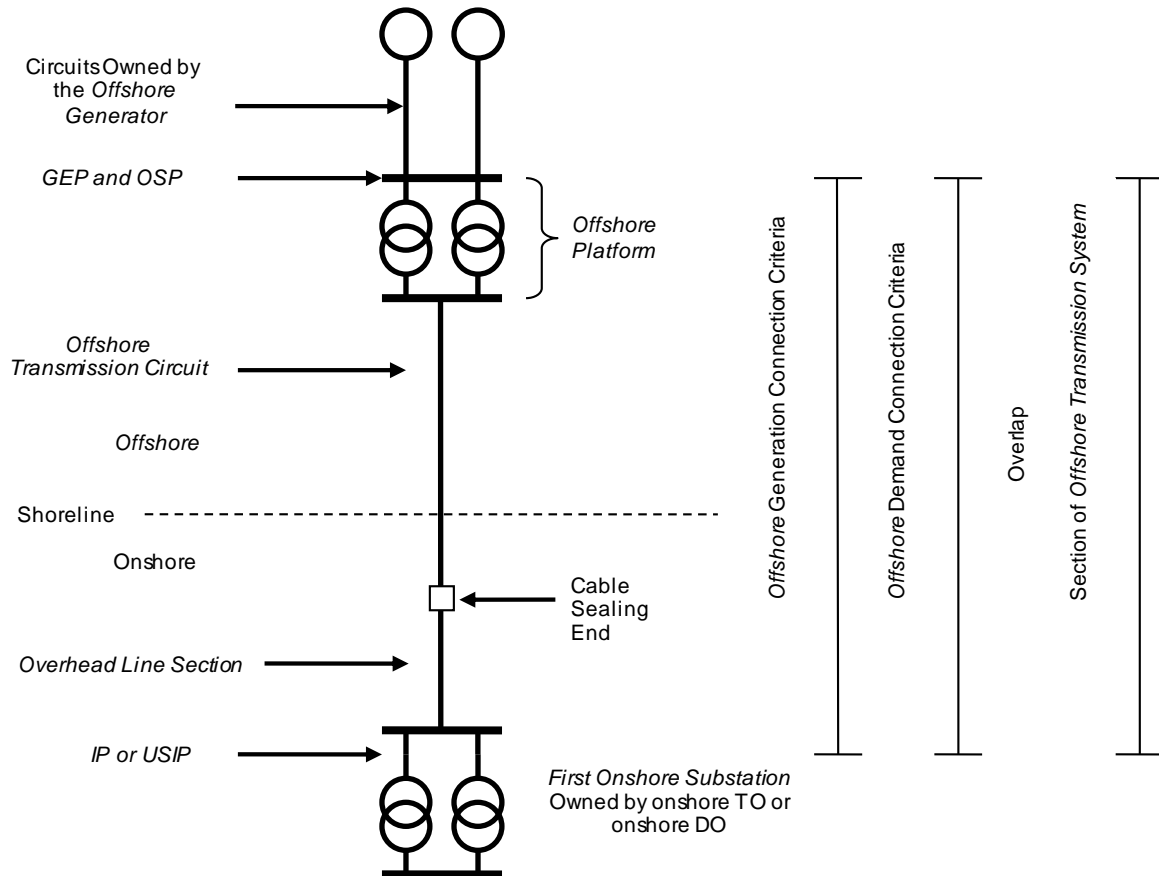 Circuits Owned by
the Offshore
Generator
GEP and OSP
Offshore
Platform
Offshore
Transmission Circuit
Offshore
Shoreline
Onshore
Cable
Sealing
End
Overhead Line Section
IP or USIP
First Onshore Substation
Owned by onshore TO or
onshore DO
Offshore Generation Connection Criteria
Offshore Demand Connection Criteria
Overlap
Section of Offshore Transmission System